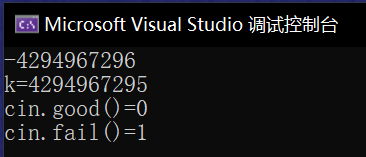 Microsoft Visual Studio 调试控制台
-4294967296
k=4294967295
cin.good()=0
cin.fail()=1